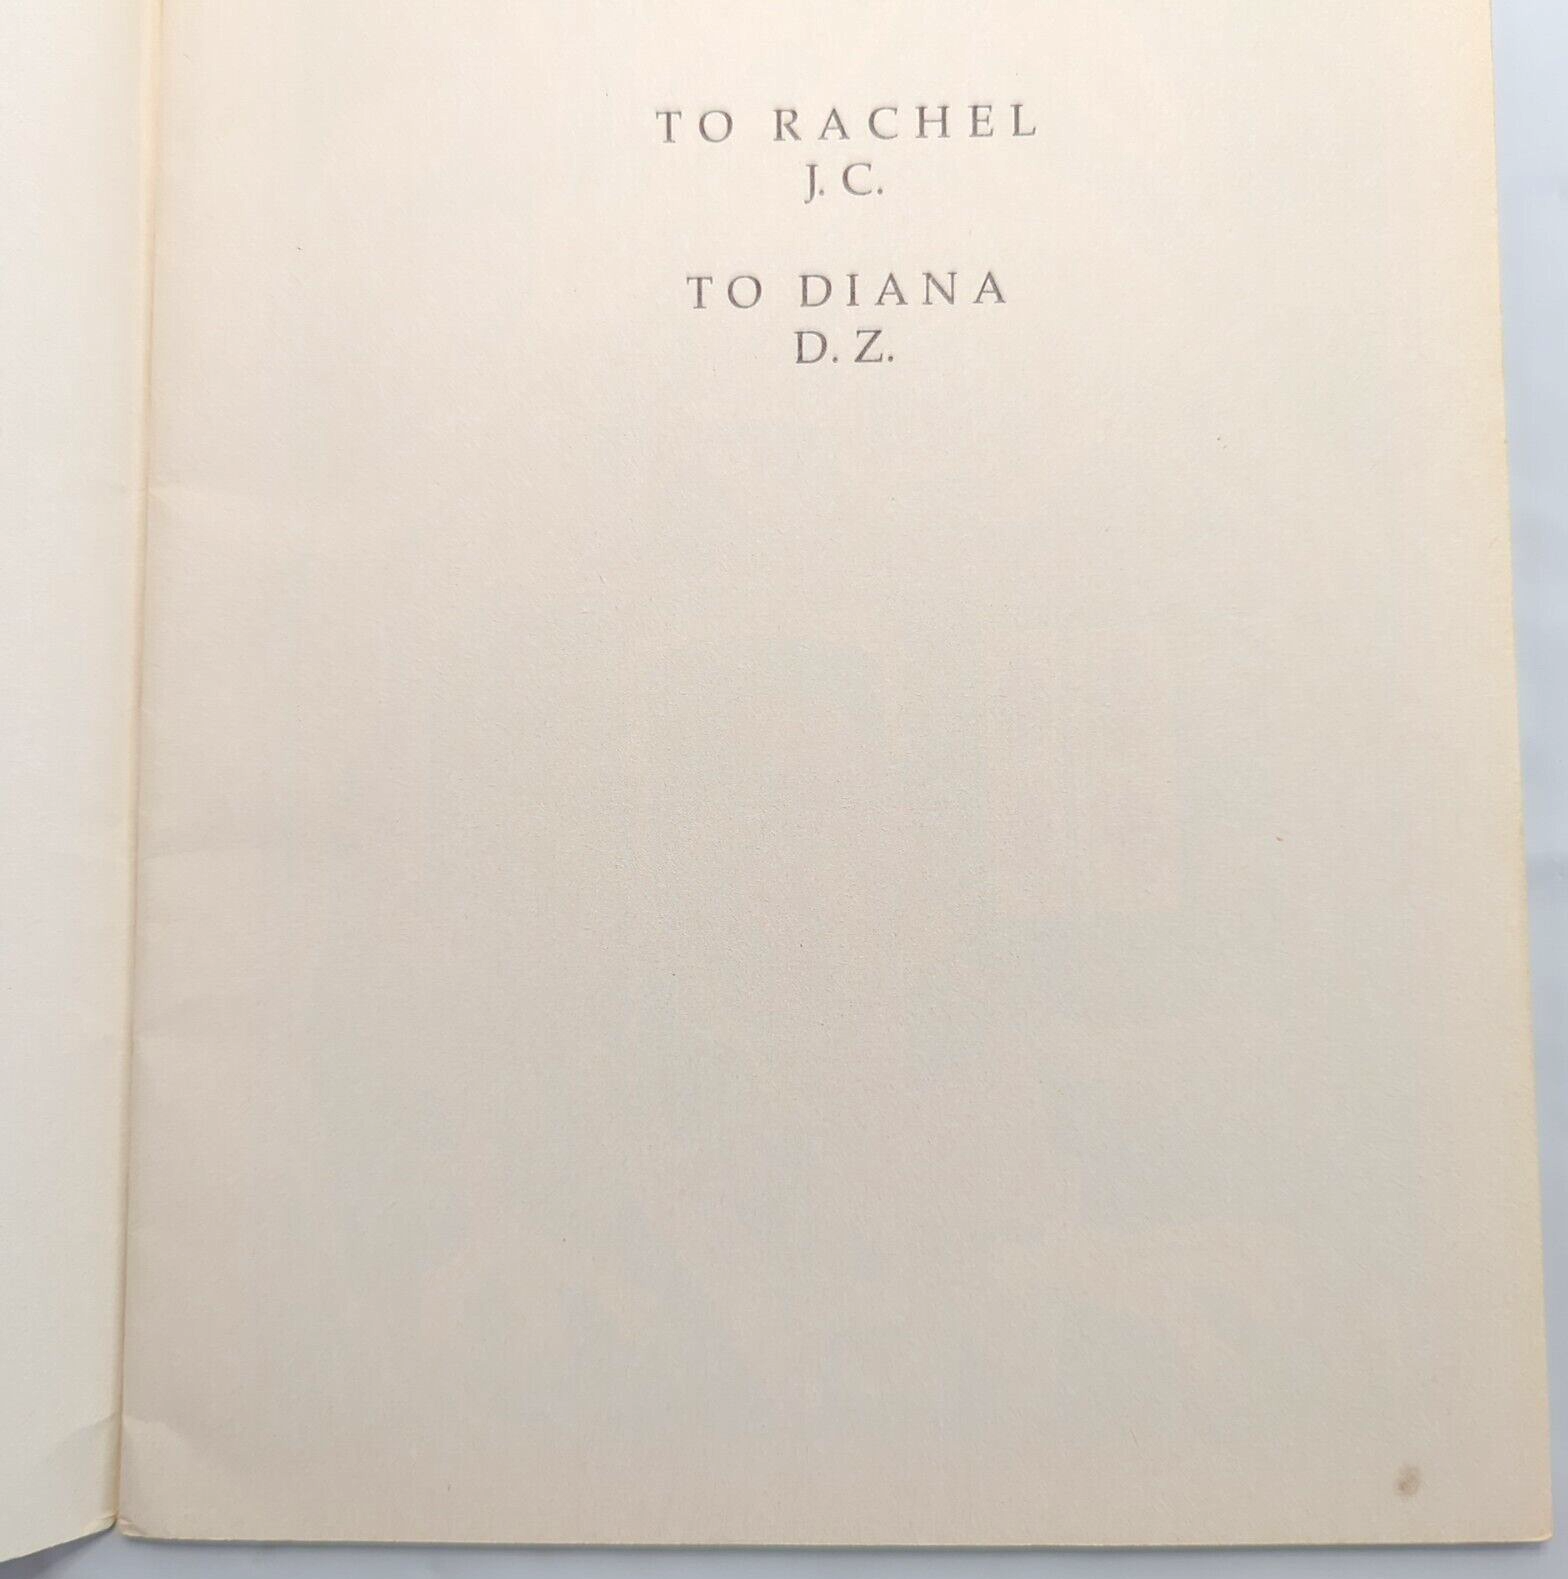 TO RACHEL
J. C.
TO DIANA
D. Z.